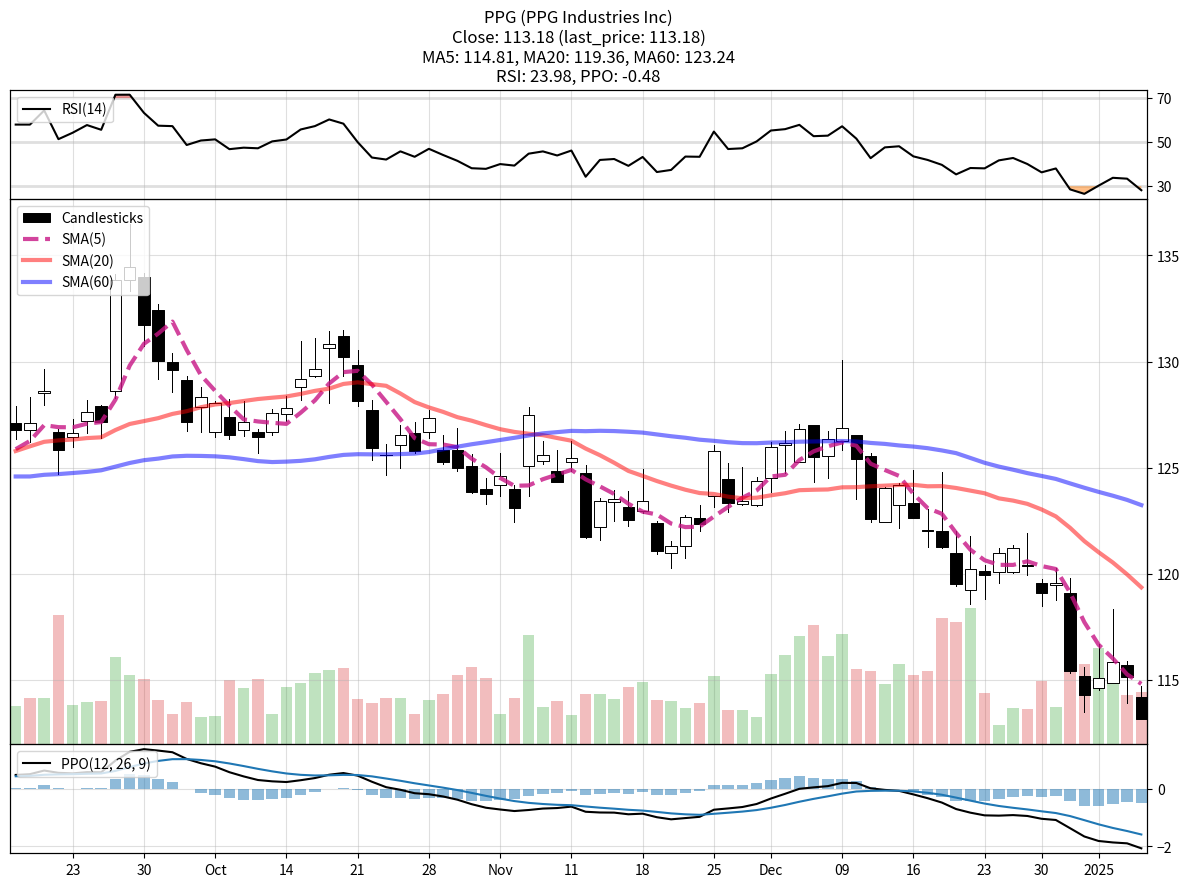 PPG (PPG Industries Inc)
Close: 113.18 (last_price: 113.18)
MA5: 114.81, MA20: 119.36, MA60: 123.24
RSI: 23.98, PPO: -0.48
RSI(14)
70
50
30
Candlesticks
SMA(5)
SMA(20)
SMA(60)
135
130
125
120
115
PPO(12, 26, 9)
0
−2
23 30 Oct 14 21 28 Nov 11 18 25 Dec 09 16 23 30 2025